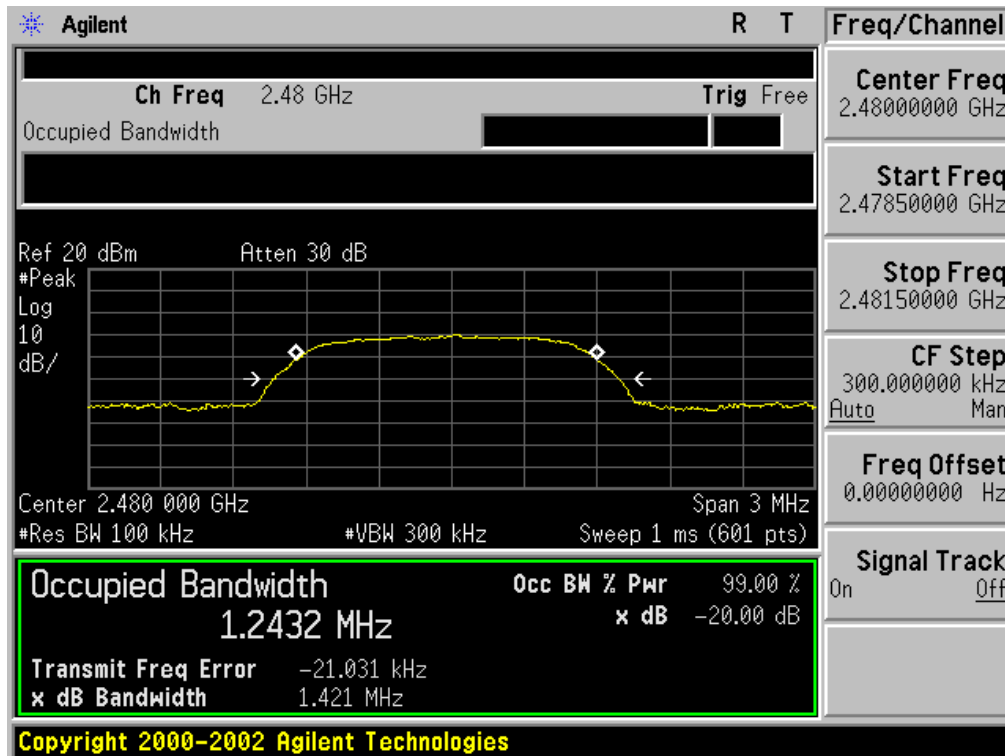 Agilent R T Freq/Channel
Ch Freq 2.48 GHz Trig Free
Occupied Bandwidth
Center Freq
2.48000000 GHz
Start Freq
2.47850000 GHz
Stop Freq
2.48150000 GHz
CF Step
300.000000 kHz
Auto Man
Freq Offset
0.00000000 Hz
Signal Track
On Off
Ref 20 dBm Atten 30 dB
#Peak
Log
10
dB/
Center 2.480 000 GHz Span 3 MHz
#Res BW 100 kHz #VBW 300 kHz Sweep 1 ms (601 pts)
Occupied Bandwidth Occ BW % Pwr 99.00 %
1.2432 MHz x dB -20.00 dB
Transmit Freq Error -21.031 kHz
x dB Bandwidth 1.421 MHz
Copyright 2000-2002 Agilent Technologies